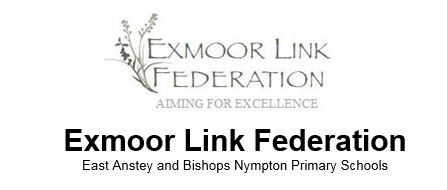 EXMOOR LINK
FEDERATION
AIMING FOR EXCELLENCE
Exmoor Link Federation
East Anstey and Bishops Nympton Primary Schools